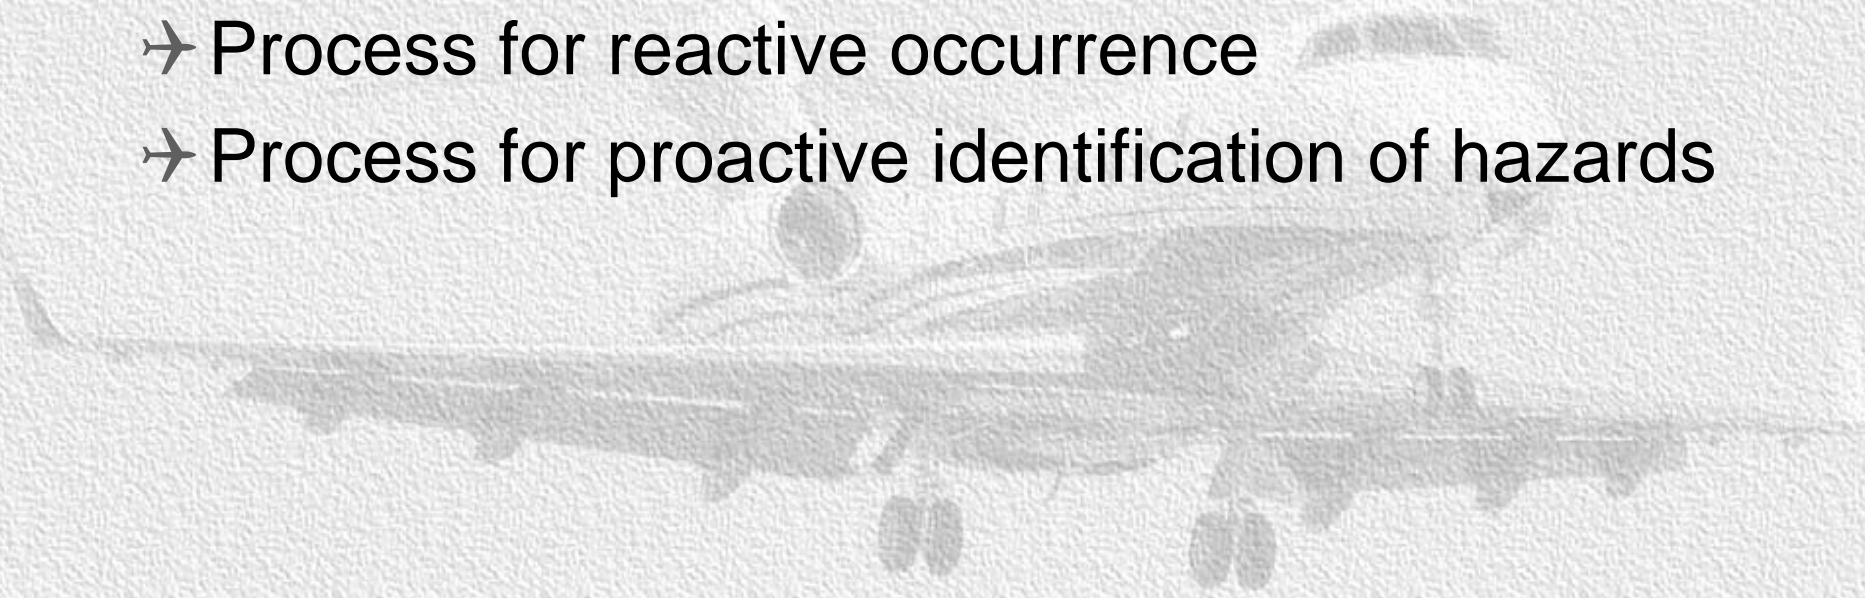 Process for reactive occurrence
Process for proactive identification of hazards